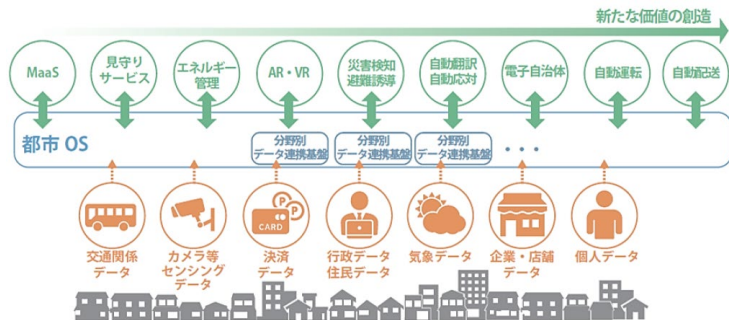 新たな価値の創造
MaaS
見守り
サービス
エネルギー
管理
AR・VR
災害検知
避難誘導
自動翻訳
自動応対
電子自治体
自動運転
自動配送
都市 OS
分野別
データ連携基盤
分野別
データ連携基盤
分野別
データ連携基盤
・・・
P
P
CARD
交通関係
データ
カメラ等
センシング
データ
決済
データ
行政データ
住民データ
気象データ
企業・店舗
データ
個人データ